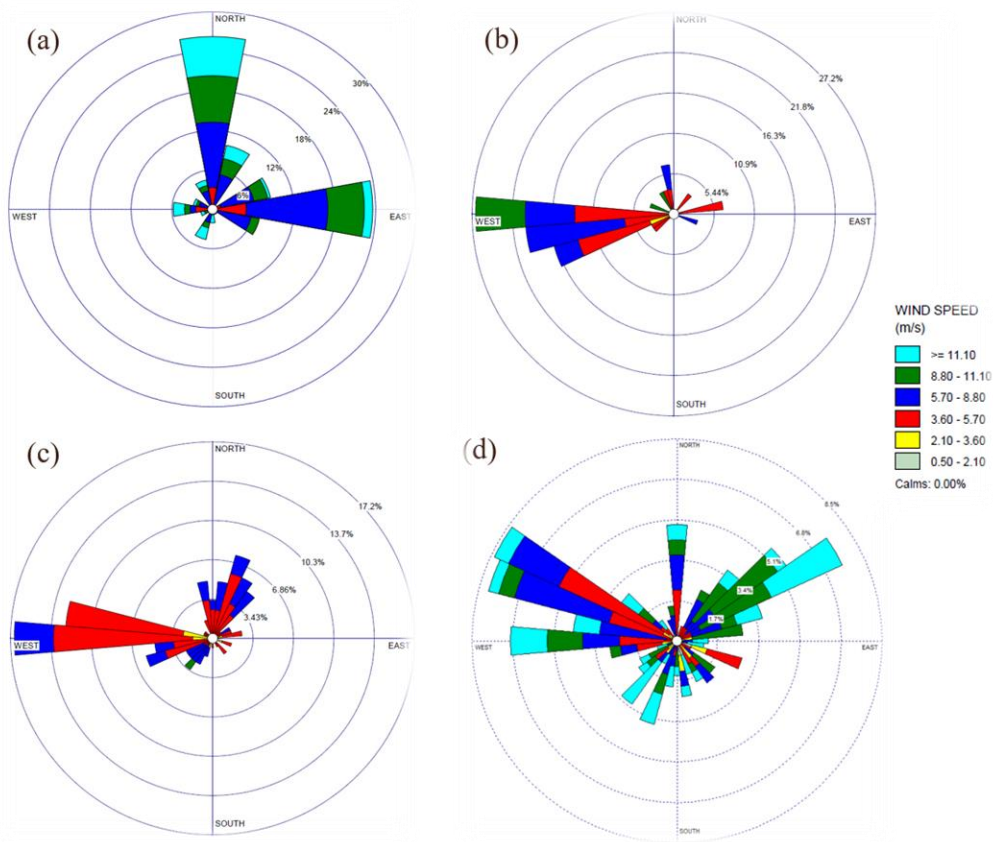 (a)
NORTH
30%
24%
18%
12%
6%
WEST
EAST
SOUTH
(b)
NORTH
27.2%
21.8%
16.3%
10.9%
5.44%
WEST
EAST
SOUTH
WIND SPEED
(m/s)
>= 11.10
8.80 - 11.10
5.70 - 8.80
3.60 - 5.70
2.10 - 3.60
0.50 - 2.10
Calms: 0.00%
(c)
NORTH
17.2%
13.7%
10.3%
6.86%
3.43%
WEST
EAST
SOUTH
(d)
NORTH
8.5%
6.8%
5.1%
3.4%
1.7%
WEST
EAST
SOUTH